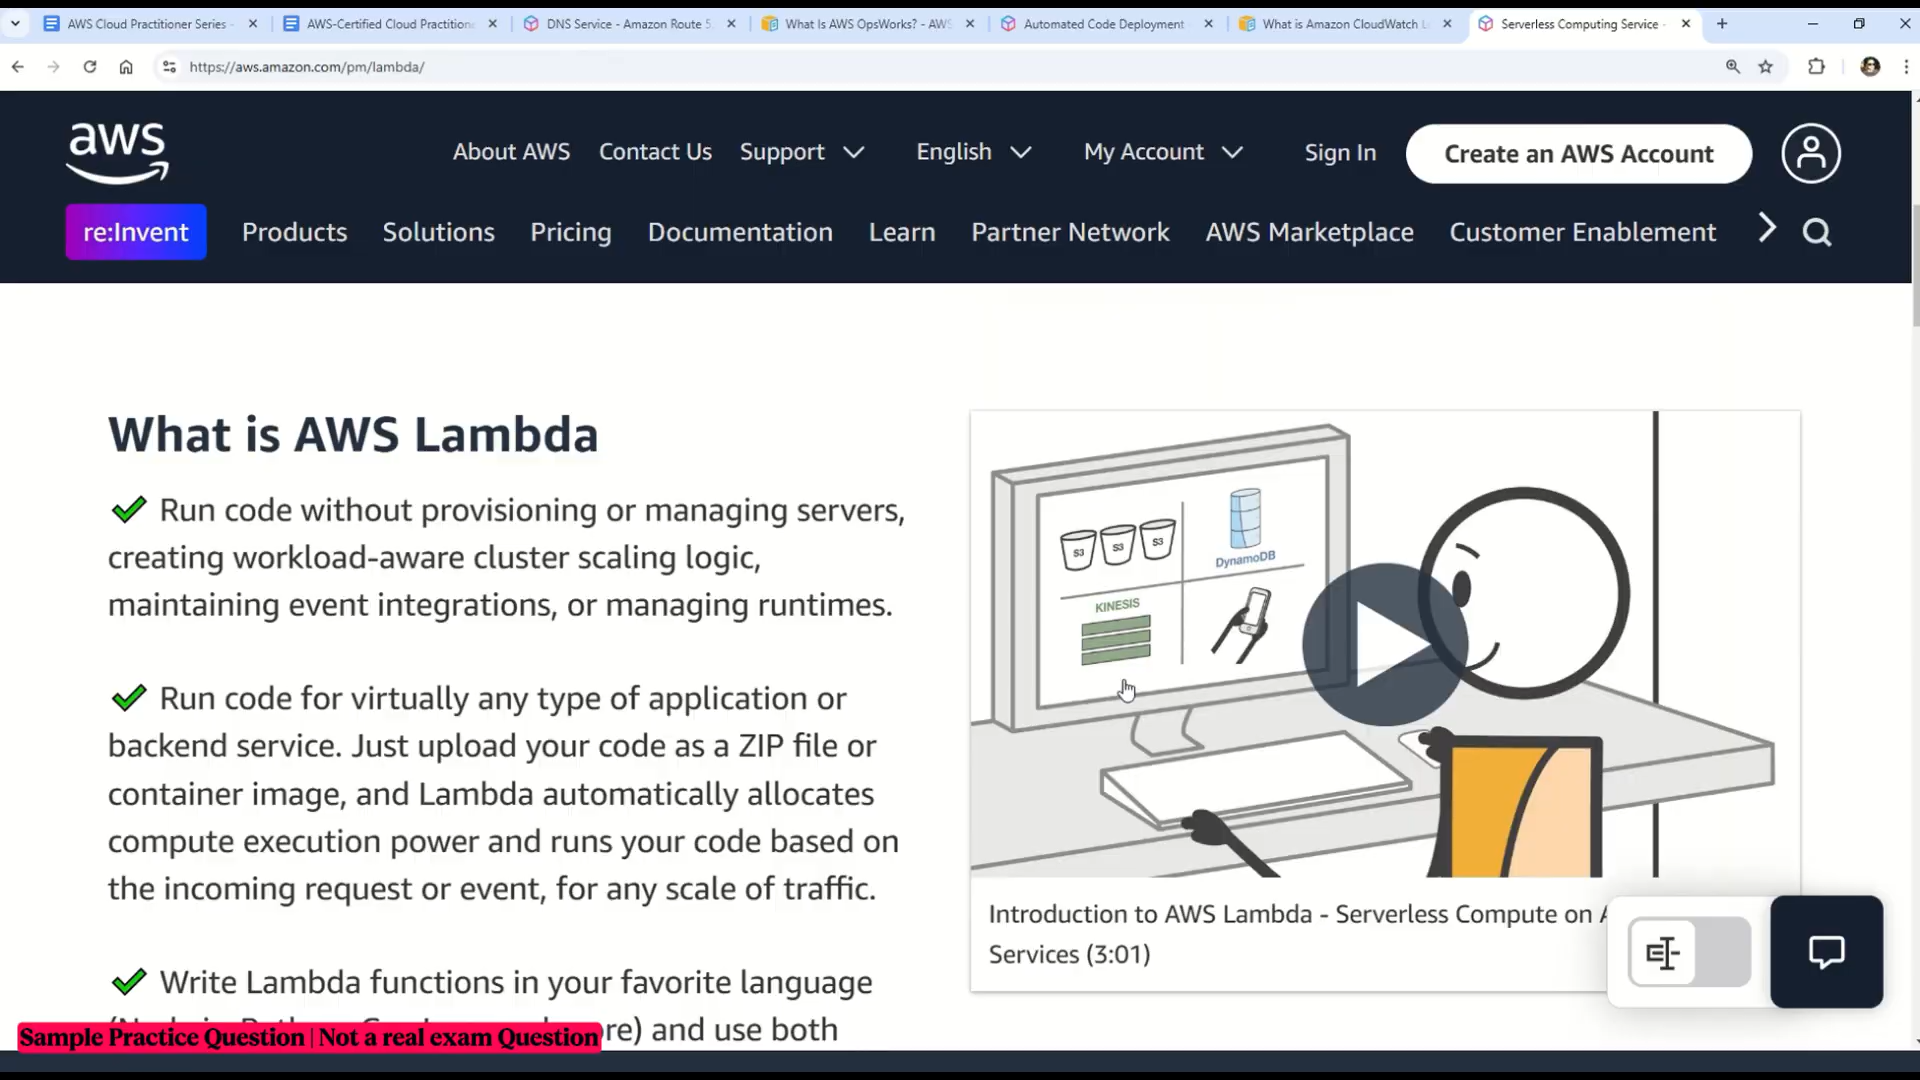 AWS Cloud Practitioner Series -
AWS-Certified Cloud Practitione
DNS Service - Amazon Route 5
What Is AWS OpsWorks? - AWS
Automated Code Deployment
What is Amazon CloudWatch L
Serverless Computing Service -
https://aws.amazon.com/pm/lambda/
aws
About AWS
Contact Us
Support
English
My Account
Sign In
Create an AWS Account
re:Invent
Products
Solutions
Pricing
Documentation
Learn
Partner Network
AWS Marketplace
Customer Enablement
What is AWS Lambda
Run code without provisioning or managing servers,
creating workload-aware cluster scaling logic,
maintaining event integrations, or managing runtimes.
Run code for virtually any type of application or
backend service. Just upload your code as a ZIP file or
container image, and Lambda automatically allocates
compute execution power and runs your code based on
the incoming request or event, for any scale of traffic.
Write Lambda functions in your favorite language
re) and use both
S3
S3
S3
DynamoDB
KINESIS
Introduction to AWS Lambda - Serverless Compute on A
Services (3:01)
Sample Practice Question | Not a real exam Question